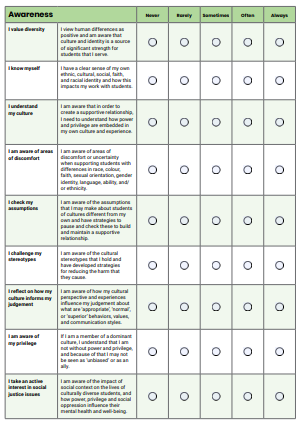 Awareness Never Rarely Sometimes Often Always
I value diversity
I view human differences as
positive and am aware that
culture and identity is a source
of significant strength for
students that I serve.
I know myself
I have a clear sense of my own
ethnic, cultural, social, faith,
and racial identity and how this
impacts my work with students.
I understand
my culture
I am aware that in order to
create a supportive relationship,
I need to understand how power
and privilege are embedded in
my own culture and experience.
I am aware of areas
of discomfort
I am aware of areas
of discomfort or uncertainty
when supporting students with
differences in race, colour,
faith, sexual orientation, gender
identity, language, ability, and/
or ethnicity.
I check my
assumptions
I am aware of the assumptions
that I may make about students
of cultures different from my
own and have strategies to
pause and check these to build
and maintain a supportive
relationship.
I challenge my
stereotypes
I am aware of the cultural
stereotypes that I hold and
have developed strategies
for reducing the harm that
they cause.
I reflect on how my
culture informs my
judgement
I am aware of how my cultural
perspective and experiences
influence my judgement about
what are 'appropriate', 'normal',
or 'superior' behaviors, values,
and communication styles.
I am aware of
my privilege
If I am a member of a dominant
culture, I understand that I am
not without power and privilege,
and because of that I may not
be seen as 'unbiased' or as an
ally.
I take an active
interest in social
justice issues
I am aware of the impact of
social context on the lives of
culturally diverse students, and
how power, privilege and social
oppression influence their
mental health and well-being.